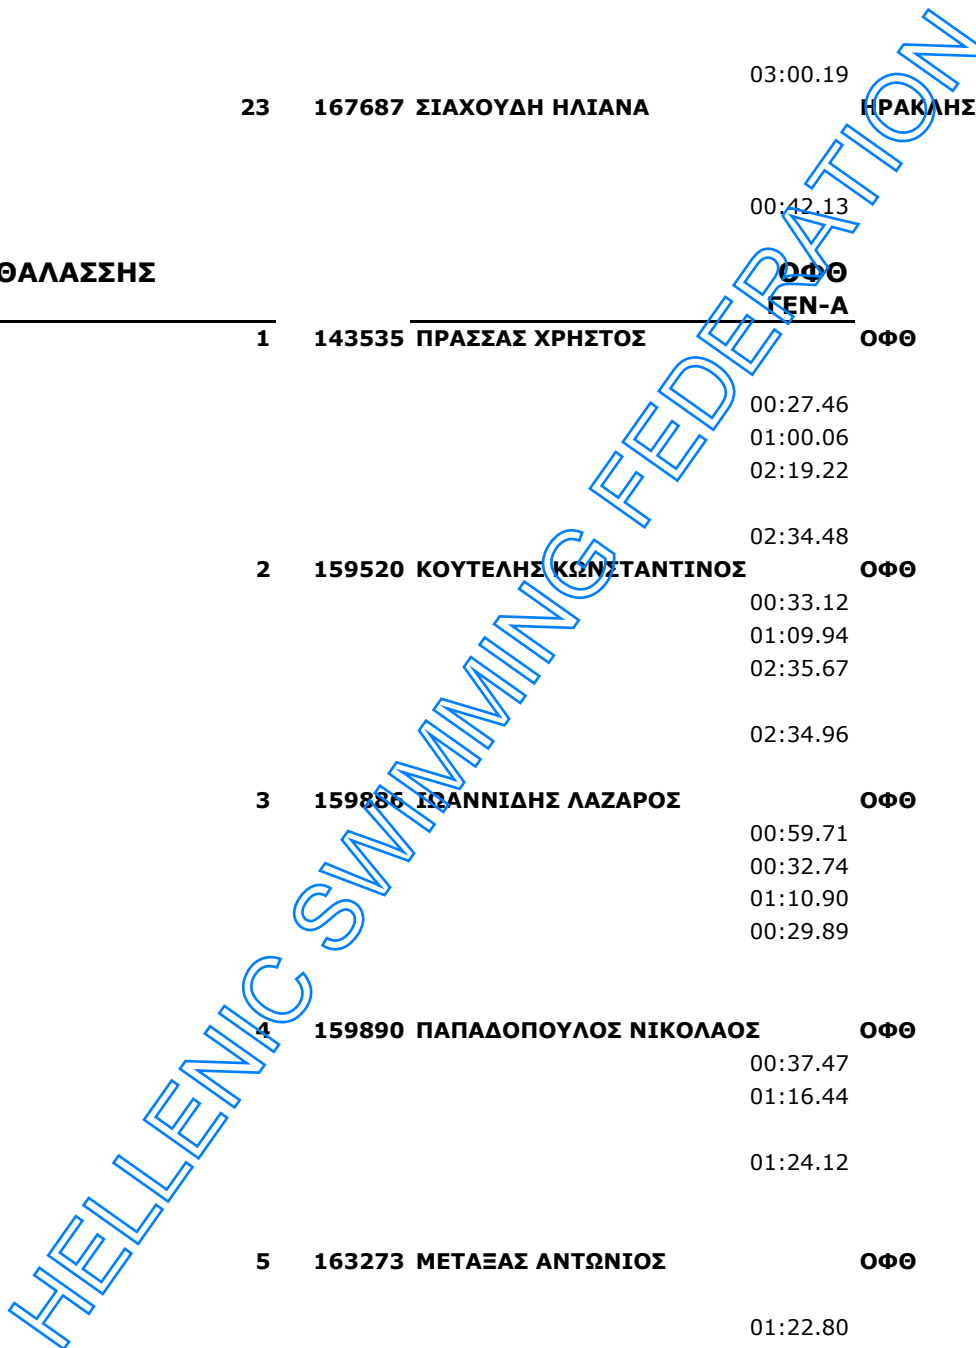 03:00.19
23 167687 ΣΙΑΧΟΥΔΗ ΗΛΙΑΝΑ ΗΡΑΚΛΗΣ
00:42.13
ΘΑΛΑΣΣΗΣ ΟΦΘ
ΓΕΝ-Α
1 143535 ΠΡΑΣΣΑΣ ΧΡΗΣΤΟΣ ΟΦΘ
00:27.46
01:00.06
02:19.22
02:34.48
2 159520 ΚΟΥΤΕΛΗΣ ΚΩΝΣΤΑΝΤΙΝΟΣ ΟΦΘ
00:33.12
01:09.94
02:35.67
02:34.96
3 159886 ΙΩΑΝΝΙΔΗΣ ΛΑΖΑΡΟΣ ΟΦΘ
00:59.71
00:32.74
01:10.90
00:29.89
4 159890 ΠΑΠΑΔΟΠΟΥΛΟΣ ΝΙΚΟΛΑΟΣ ΟΦΘ
00:37.47
01:16.44
01:24.12
5 163273 ΜΕΤΑΞΑΣ ΑΝΤΩΝΙΟΣ ΟΦΘ
01:22.80
HELLENIC SWIMMING FEDERATION